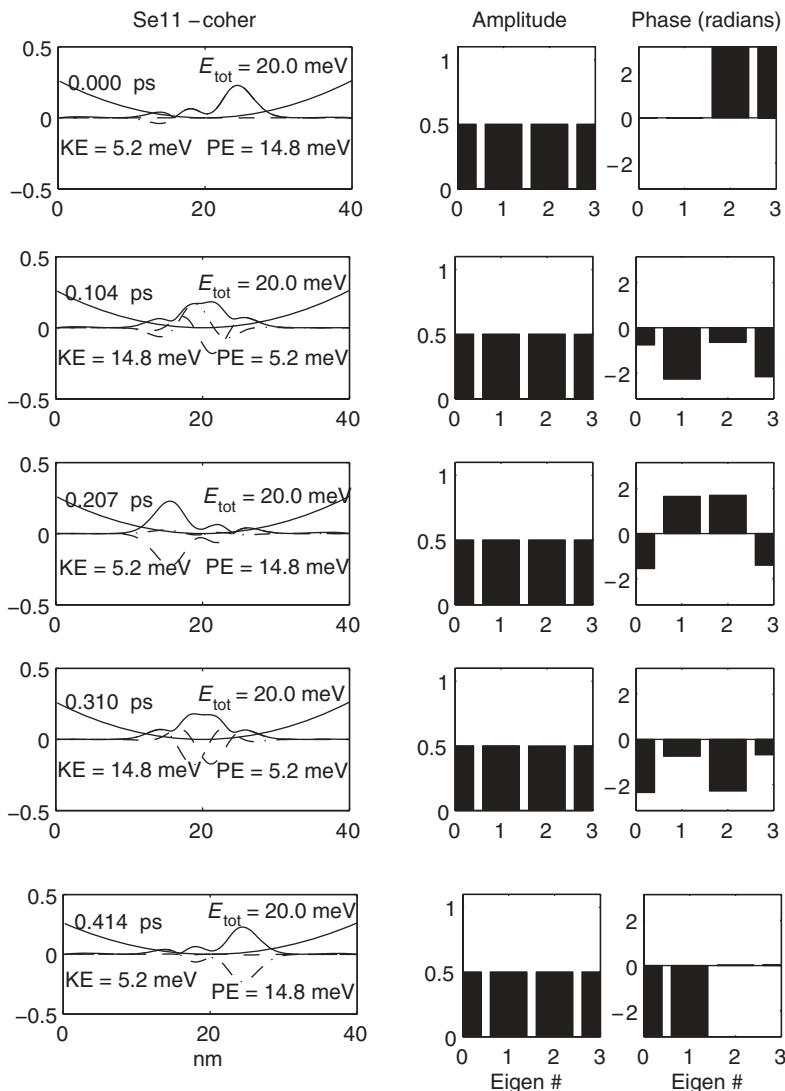 Se11 –coher Amplitude Phase (radians)
0.5
0
–0.5
0.000 ps
E_tot = 20.0 meV
KE = 5.2 meV PE = 14.8 meV
0 20 40
1
0.5
0
0 1 2 3
2
0
–2
0 1 2 3
0.5
0
–0.5
0.104 ps
E_tot = 20.0 meV
KE = 14.8 meV PE = 5.2 meV
0 20 40
1
0.5
0
0 1 2 3
2
0
–2
0 1 2 3
0.5
0
–0.5
0.207 ps
E_tot = 20.0 meV
KE = 5.2 meV PE = 14.8 meV
0 20 40
1
0.5
0
0 1 2 3
2
0
–2
0 1 2 3
0.5
0
–0.5
0.310 ps
E_tot = 20.0 meV
KE = 14.8 meV PE = 5.2 meV
0 20 40
1
0.5
0
0 1 2 3
2
0
–2
0 1 2 3
0.5
0
–0.5
0.414 ps
E_tot = 20.0 meV
KE = 5.2 meV
PE = 14.8 meV
0 20 40
nm
1
0.5
0
0 1 2 3
Eigen #
2
0
–2
0 1 2 3
Eigen #